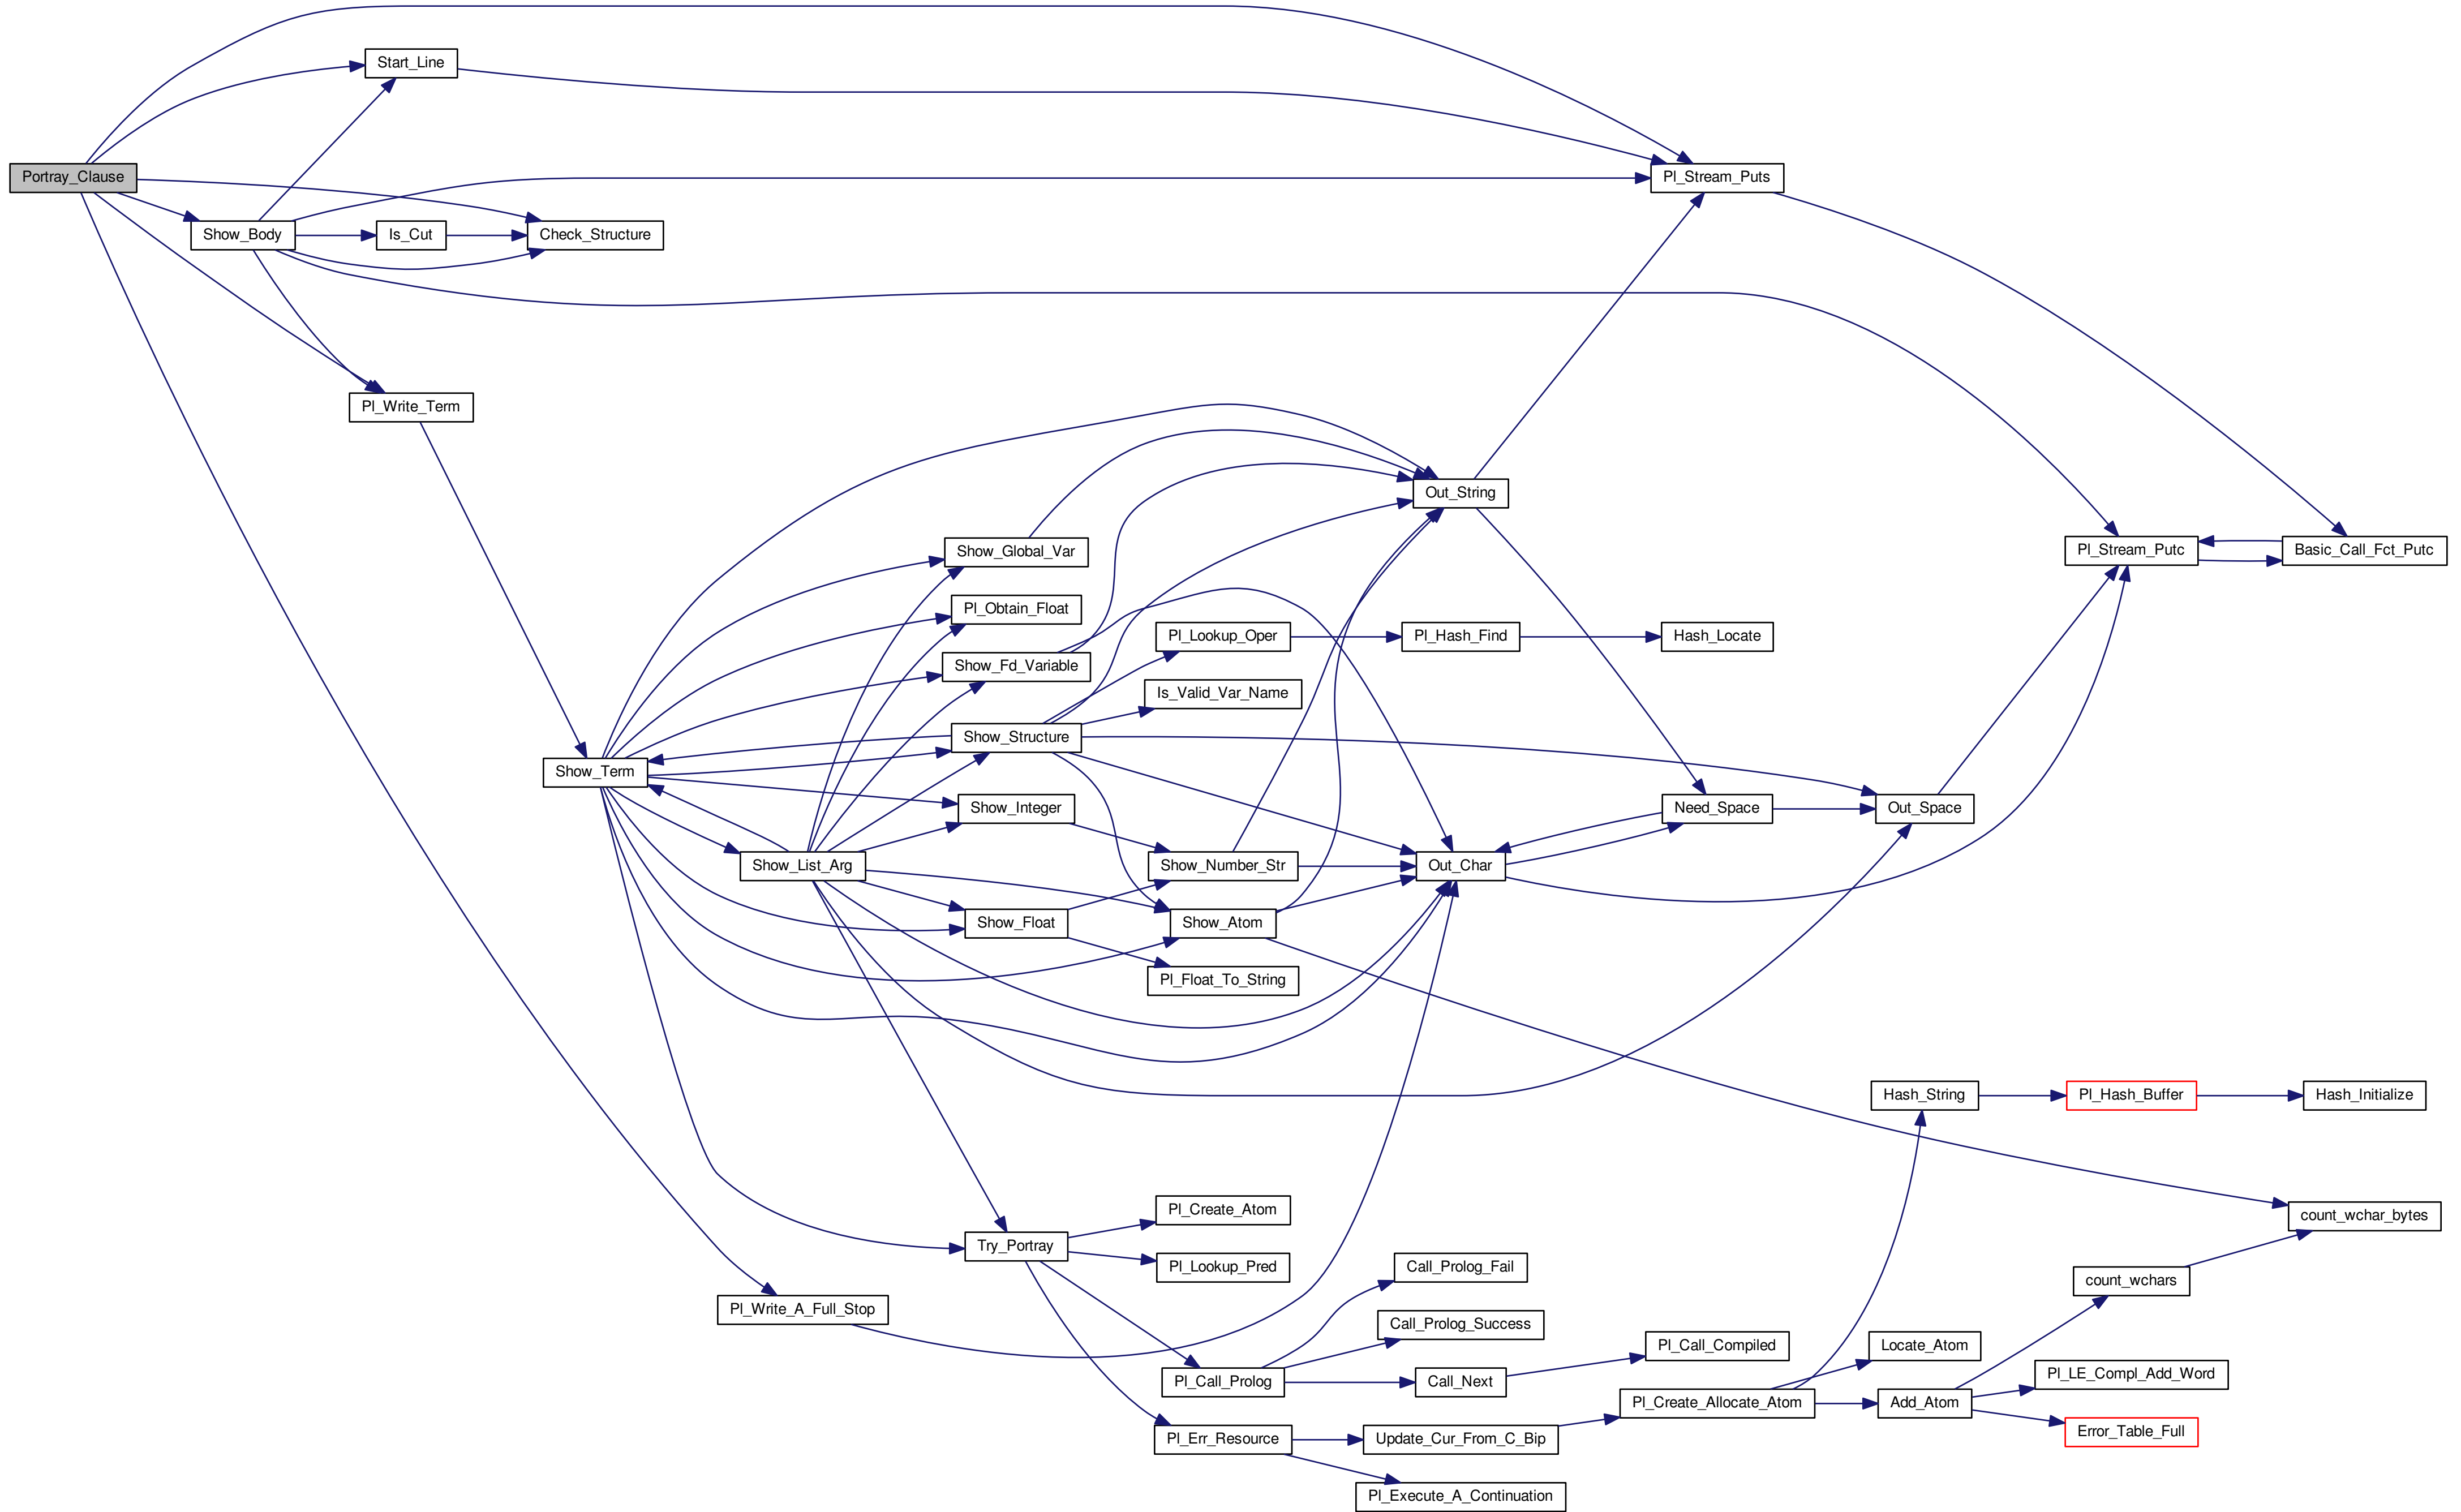 Start_Line
Portray_Clause
Pl_Stream_Puts
Show_Body
Is_Cut
Check_Structure
Pl_Write_Term
Out_String
Show_Global_Var
Pl_Stream_Putc
Basic_Call_Fct_Putc
Pl_Obtain_Float
Pl_Lookup_Oper
Pl_Hash_Find
Hash_Locate
Show_Fd_Variable
Is_Valid_Var_Name
Show_Structure
Show_Term
Show_Integer
Need_Space
Out_Space
Show_List_Arg
Show_Number_Str
Out_Char
Show_Float
Show_Atom
Pl_Float_To_String
Hash_String
Pl_Hash_Buffer
Hash_Initialize
Pl_Create_Atom
count_wchar_bytes
Try_Portray
Pl_Lookup_Pred
Call_Prolog_Fail
count_wchars
Pl_Write_A_Full_Stop
Call_Prolog_Success
Pl_Call_Compiled
Locate_Atom
Pl_LE_Compl_Add_Word
Pl_Call_Prolog
Call_Next
Pl_Create_Allocate_Atom
Add_Atom
Error_Table_Full
Pl_Err_Resource
Update_Cur_From_C_Bip
Pl_Execute_A_Continuation